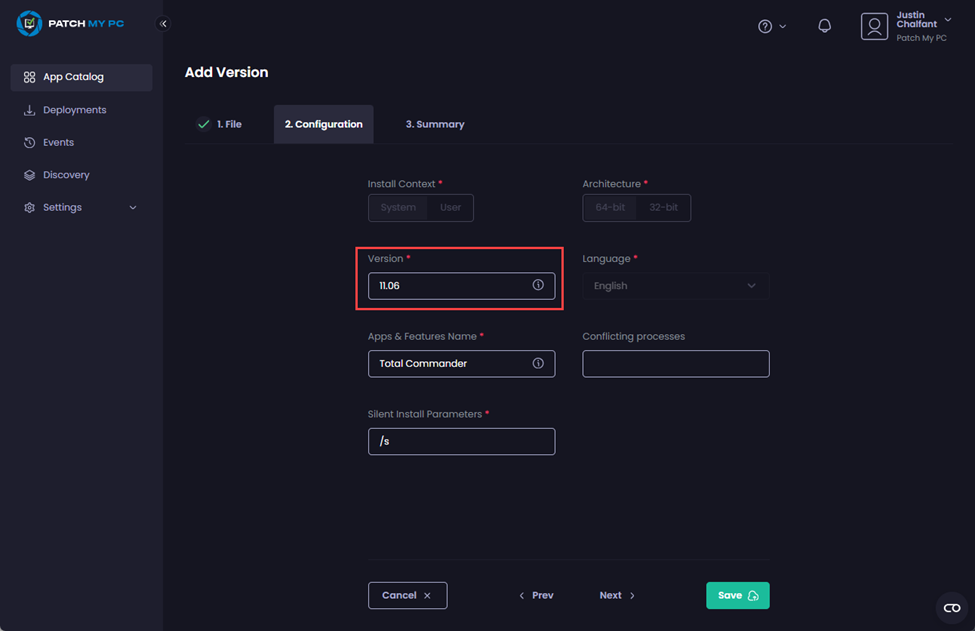 PATCH MY PC
Justin
Chalfant
Patch My PC
App Catalog
Deployments
Events
Discovery
Settings
Add Version
1. File
2. Configuration
3. Summary
Install Context *
Architecture *
System
User
64-bit
32-bit
Version *
Language *
11.06
English
Apps & Features Name *
Conflicting processes
Total Commander
Silent Install Parameters *
/s
Cancel
Prev
Next
Save